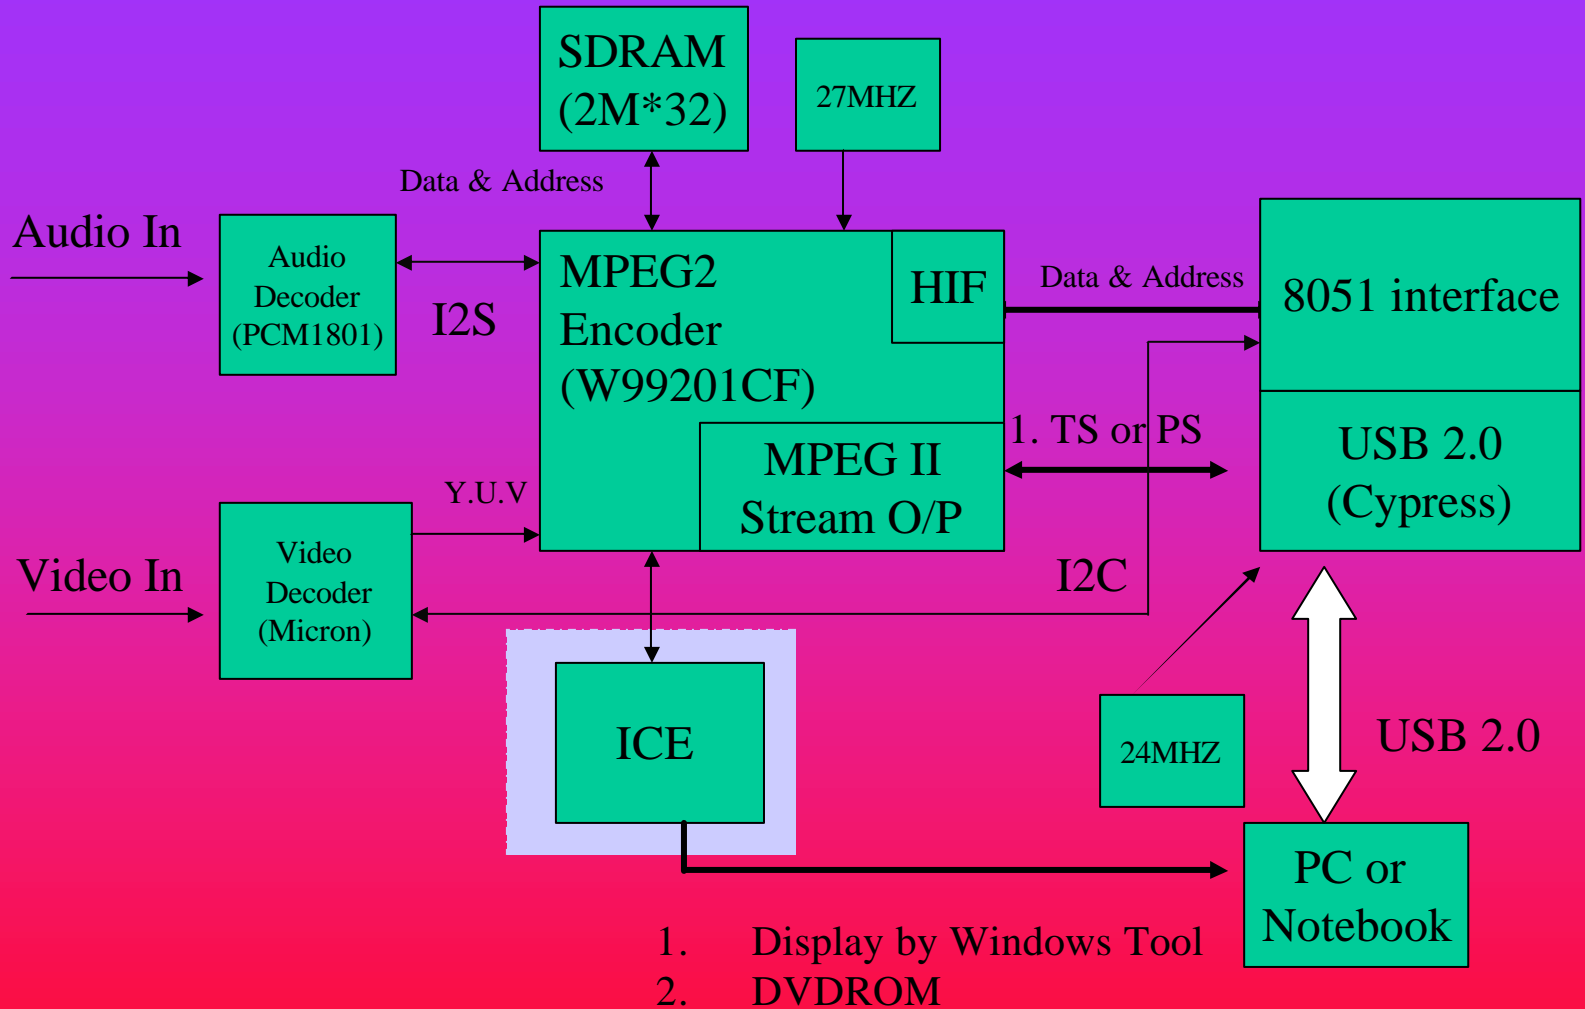 SDRAM
(2M*32)
27MHZ
Data & Address
Audio In
Audio
Decoder
(PCM1801)
I2S
MPEG2
Encoder
(W99201CF)
HIF
Data & Address
8051 interface
1. TS or PS
USB 2.0
(Cypress)
MPEG II
Stream O/P
Y.U.V
Video In
Video
Decoder
(Micron)
I2C
ICE
24MHZ
USB 2.0
PC or
Notebook
1. Display by Windows Tool
2. DVDROM